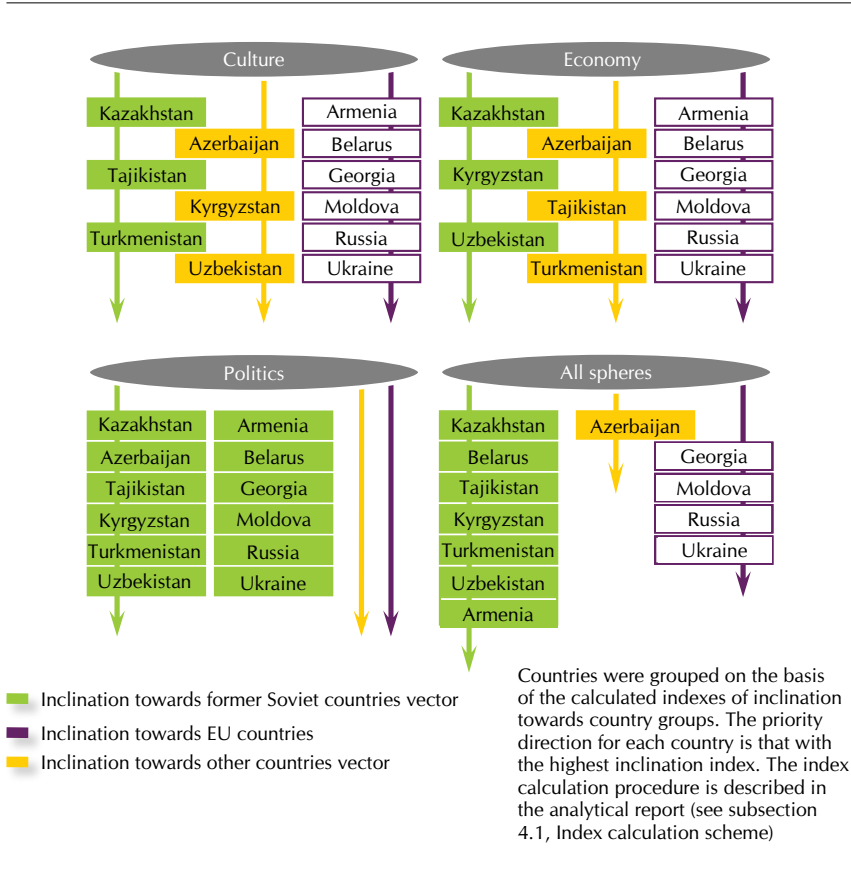 Culture
Kazakhstan
Tajikistan
Turkmenistan
Azerbaijan
Kyrgyzstan
Uzbekistan
Armenia
Belarus
Georgia
Moldova
Russia
Ukraine
Economy
Kazakhstan
Kyrgyzstan
Uzbekistan
Azerbaijan
Tajikistan
Turkmenistan
Armenia
Belarus
Georgia
Moldova
Russia
Ukraine
Politics
Kazakhstan
Azerbaijan
Tajikistan
Kyrgyzstan
Turkmenistan
Uzbekistan
Armenia
Belarus
Georgia
Moldova
Russia
Ukraine
All spheres
Kazakhstan
Belarus
Tajikistan
Kyrgyzstan
Turkmenistan
Uzbekistan
Armenia
Azerbaijan
Georgia
Moldova
Russia
Ukraine
Inclination towards former Soviet countries vector
Inclination towards EU countries
Inclination towards other countries vector
Countries were grouped on the basis
of the calculated indexes of inclination
towards country groups. The priority
direction for each country is that with
the highest inclination index. The index
calculation procedure is described in
the analytical report (see subsection
4.1, Index calculation scheme)